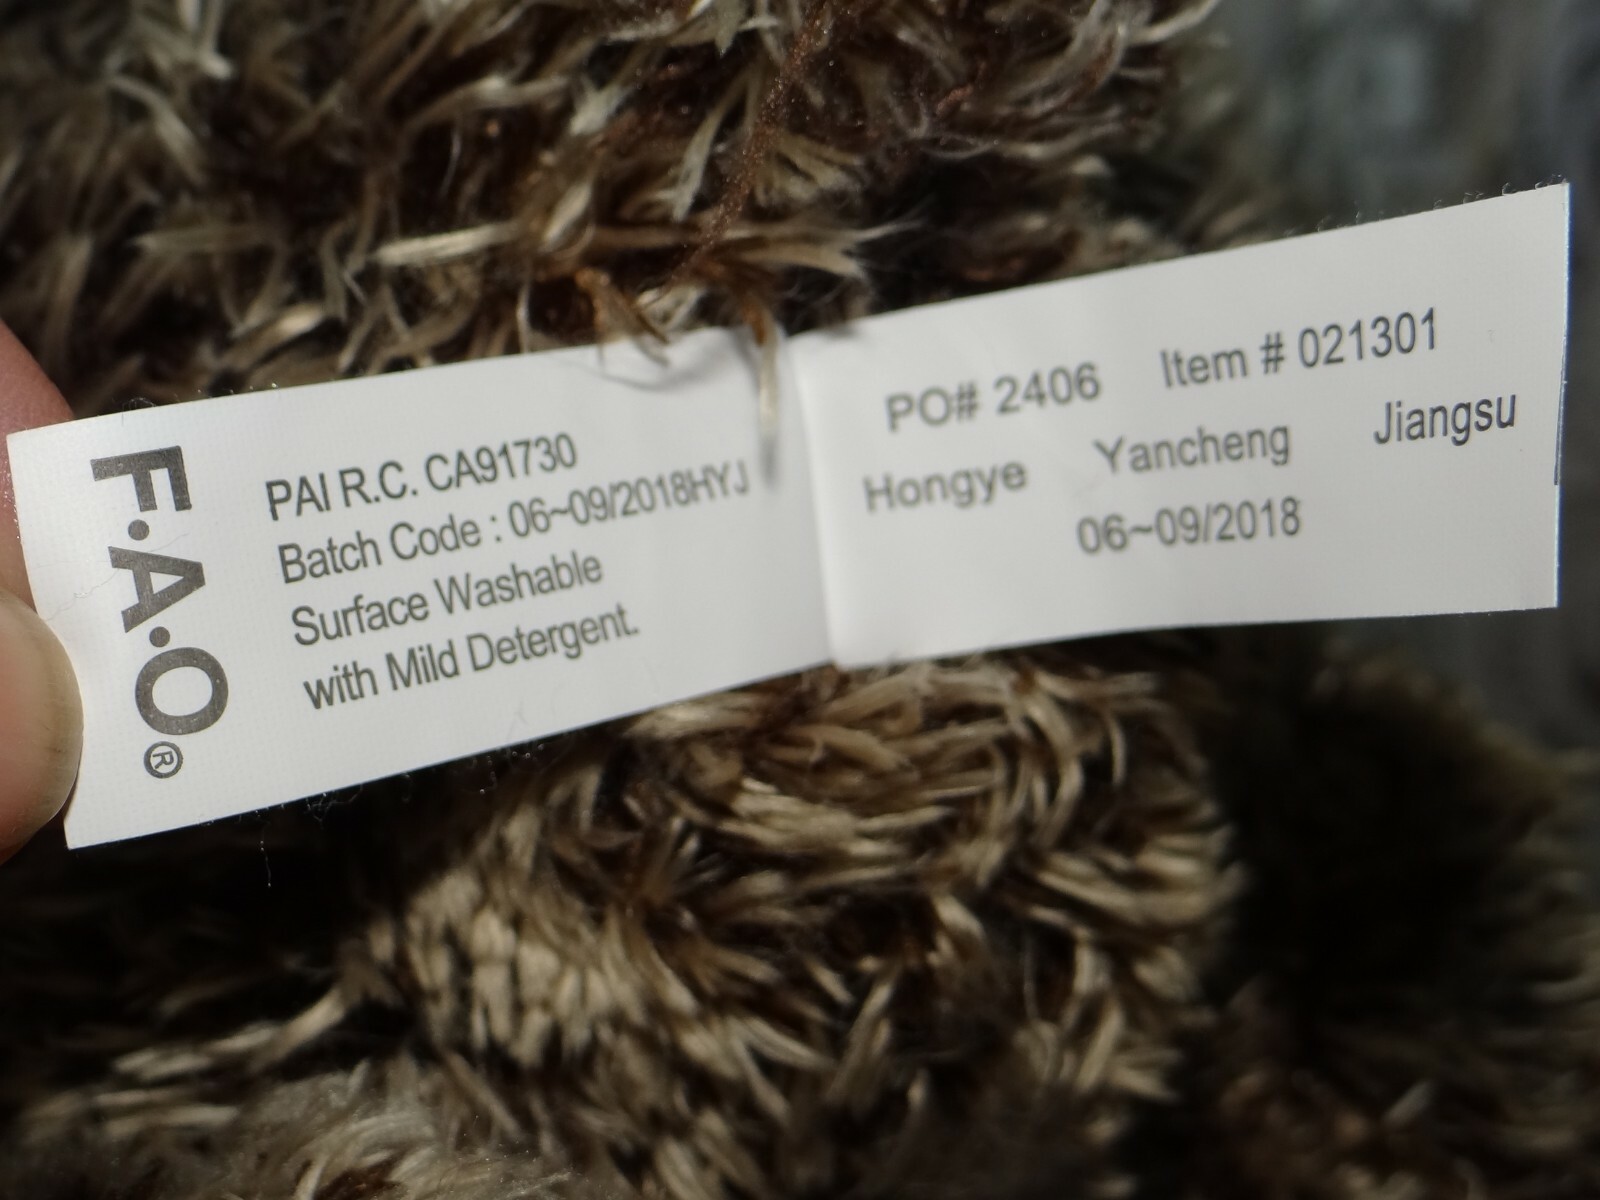 F.A.O.®
PAI R.C. CA91730
Batch Code : 06~09/2018HYJ
Surface Washable
with Mild Detergent.
PO# 2406 Item # 021301
Hongye Yancheng Jiangsu
06~09/2018